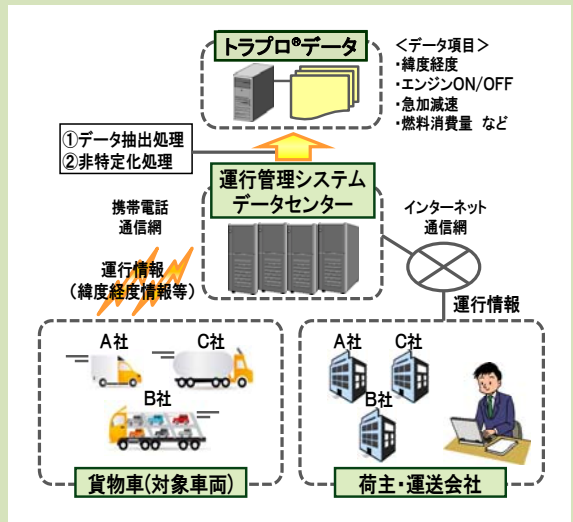 トラプロ®データ
<データ項目>
・緯度経度
・エンジンON/OFF
・急加減速
・燃料消費量 など
①データ抽出処理
②非特定化処理
運行管理システム
データセンター
携帯電話
通信網
インターネット
通信網
運行情報
(緯度経度情報等)
運行情報
A社
C社
B社
A社
C社
B社
貨物車(対象車両)
荷主・運送会社